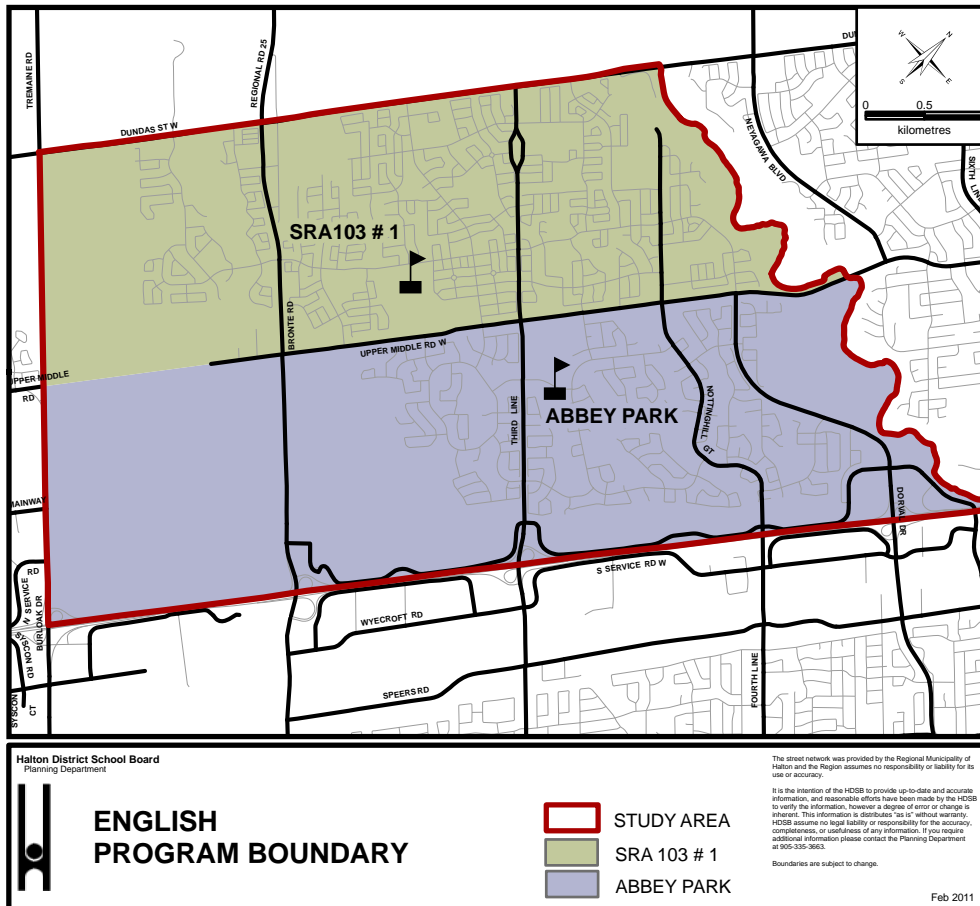 TREMAINE RD
REGIONAL RD 25
DUNDAS ST W
DU
W N
S E
0 0.5
kilometres
NEYAGAWA BLVD
SIXTH LIN
SRA103 # 1
BRONTE RD
UPPER MIDDLE RD W
UPPER MIDDLE
RD
THIRD LINE
ABBEY PARK
NOTTINGHILL
GT
MAINWAY
DORVAL DR
RD
N SERVICE
BURLOAK DR
SYSCON RD
SYSCON
CT
S SERVICE RD W
WYECROFT RD
SPEERS RD
FOURTH LINE
Halton District School Board
Planning Department
ENGLISH
PROGRAM BOUNDARY
STUDY AREA
SRA 103 # 1
ABBEY PARK
The street network was provided by the Regional Municipality of
Halton and the Region assumes no responsibility or liability for its
use or accuracy.
It is the intention of the HDSB to provide up-to-date and accurate
information, and reasonable efforts have been made by the HDSB
to verify the information, however a degree of error or change is
inherent. This information is distributes "as is" without warranty.
HDSB assume no legal liability or responsibility for the accuracy,
completeness, or usefulness of any information. If you require
additional information please contact the Planning Department
at 905-335-3663.
Boundaries are subject to change.
Feb 2011